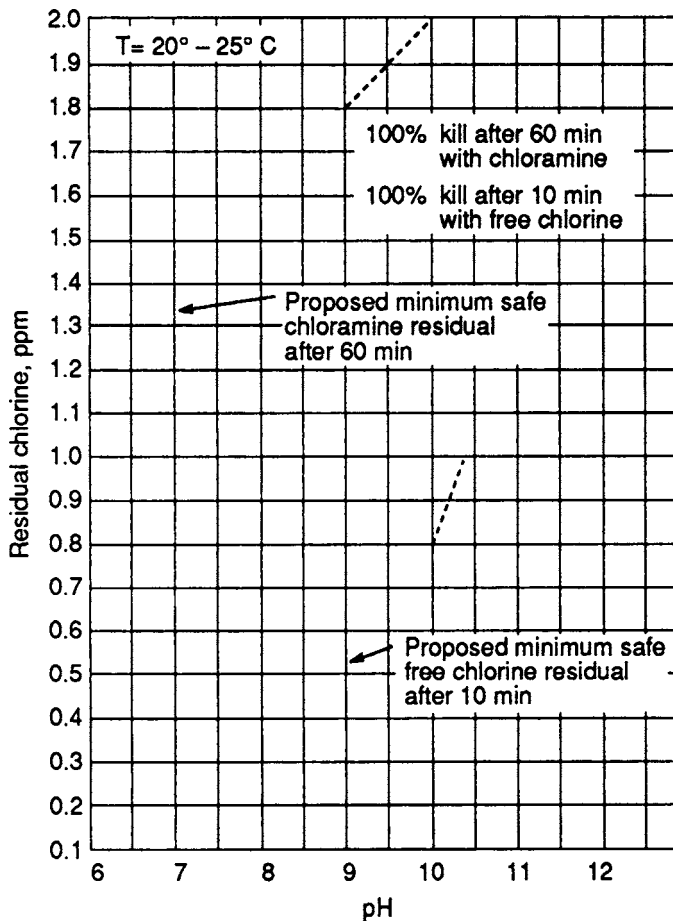 2.0
T= 20° – 25° C
1.9
1.8
100% kill after 60 min
with chloramine
1.7
100% kill after 10 min
with free chlorine
1.6
1.5
1.4
Proposed minimum safe
chloramine residual
after 60 min
1.3
1.2
1.1
Residual chlorine, ppm
1.0
0.9
0.8
0.7
0.6
Proposed minimum safe
free chlorine residual
after 10 min
0.5
0.4
0.3
0.2
0.1
6 7 8 9 10 11 12
pH